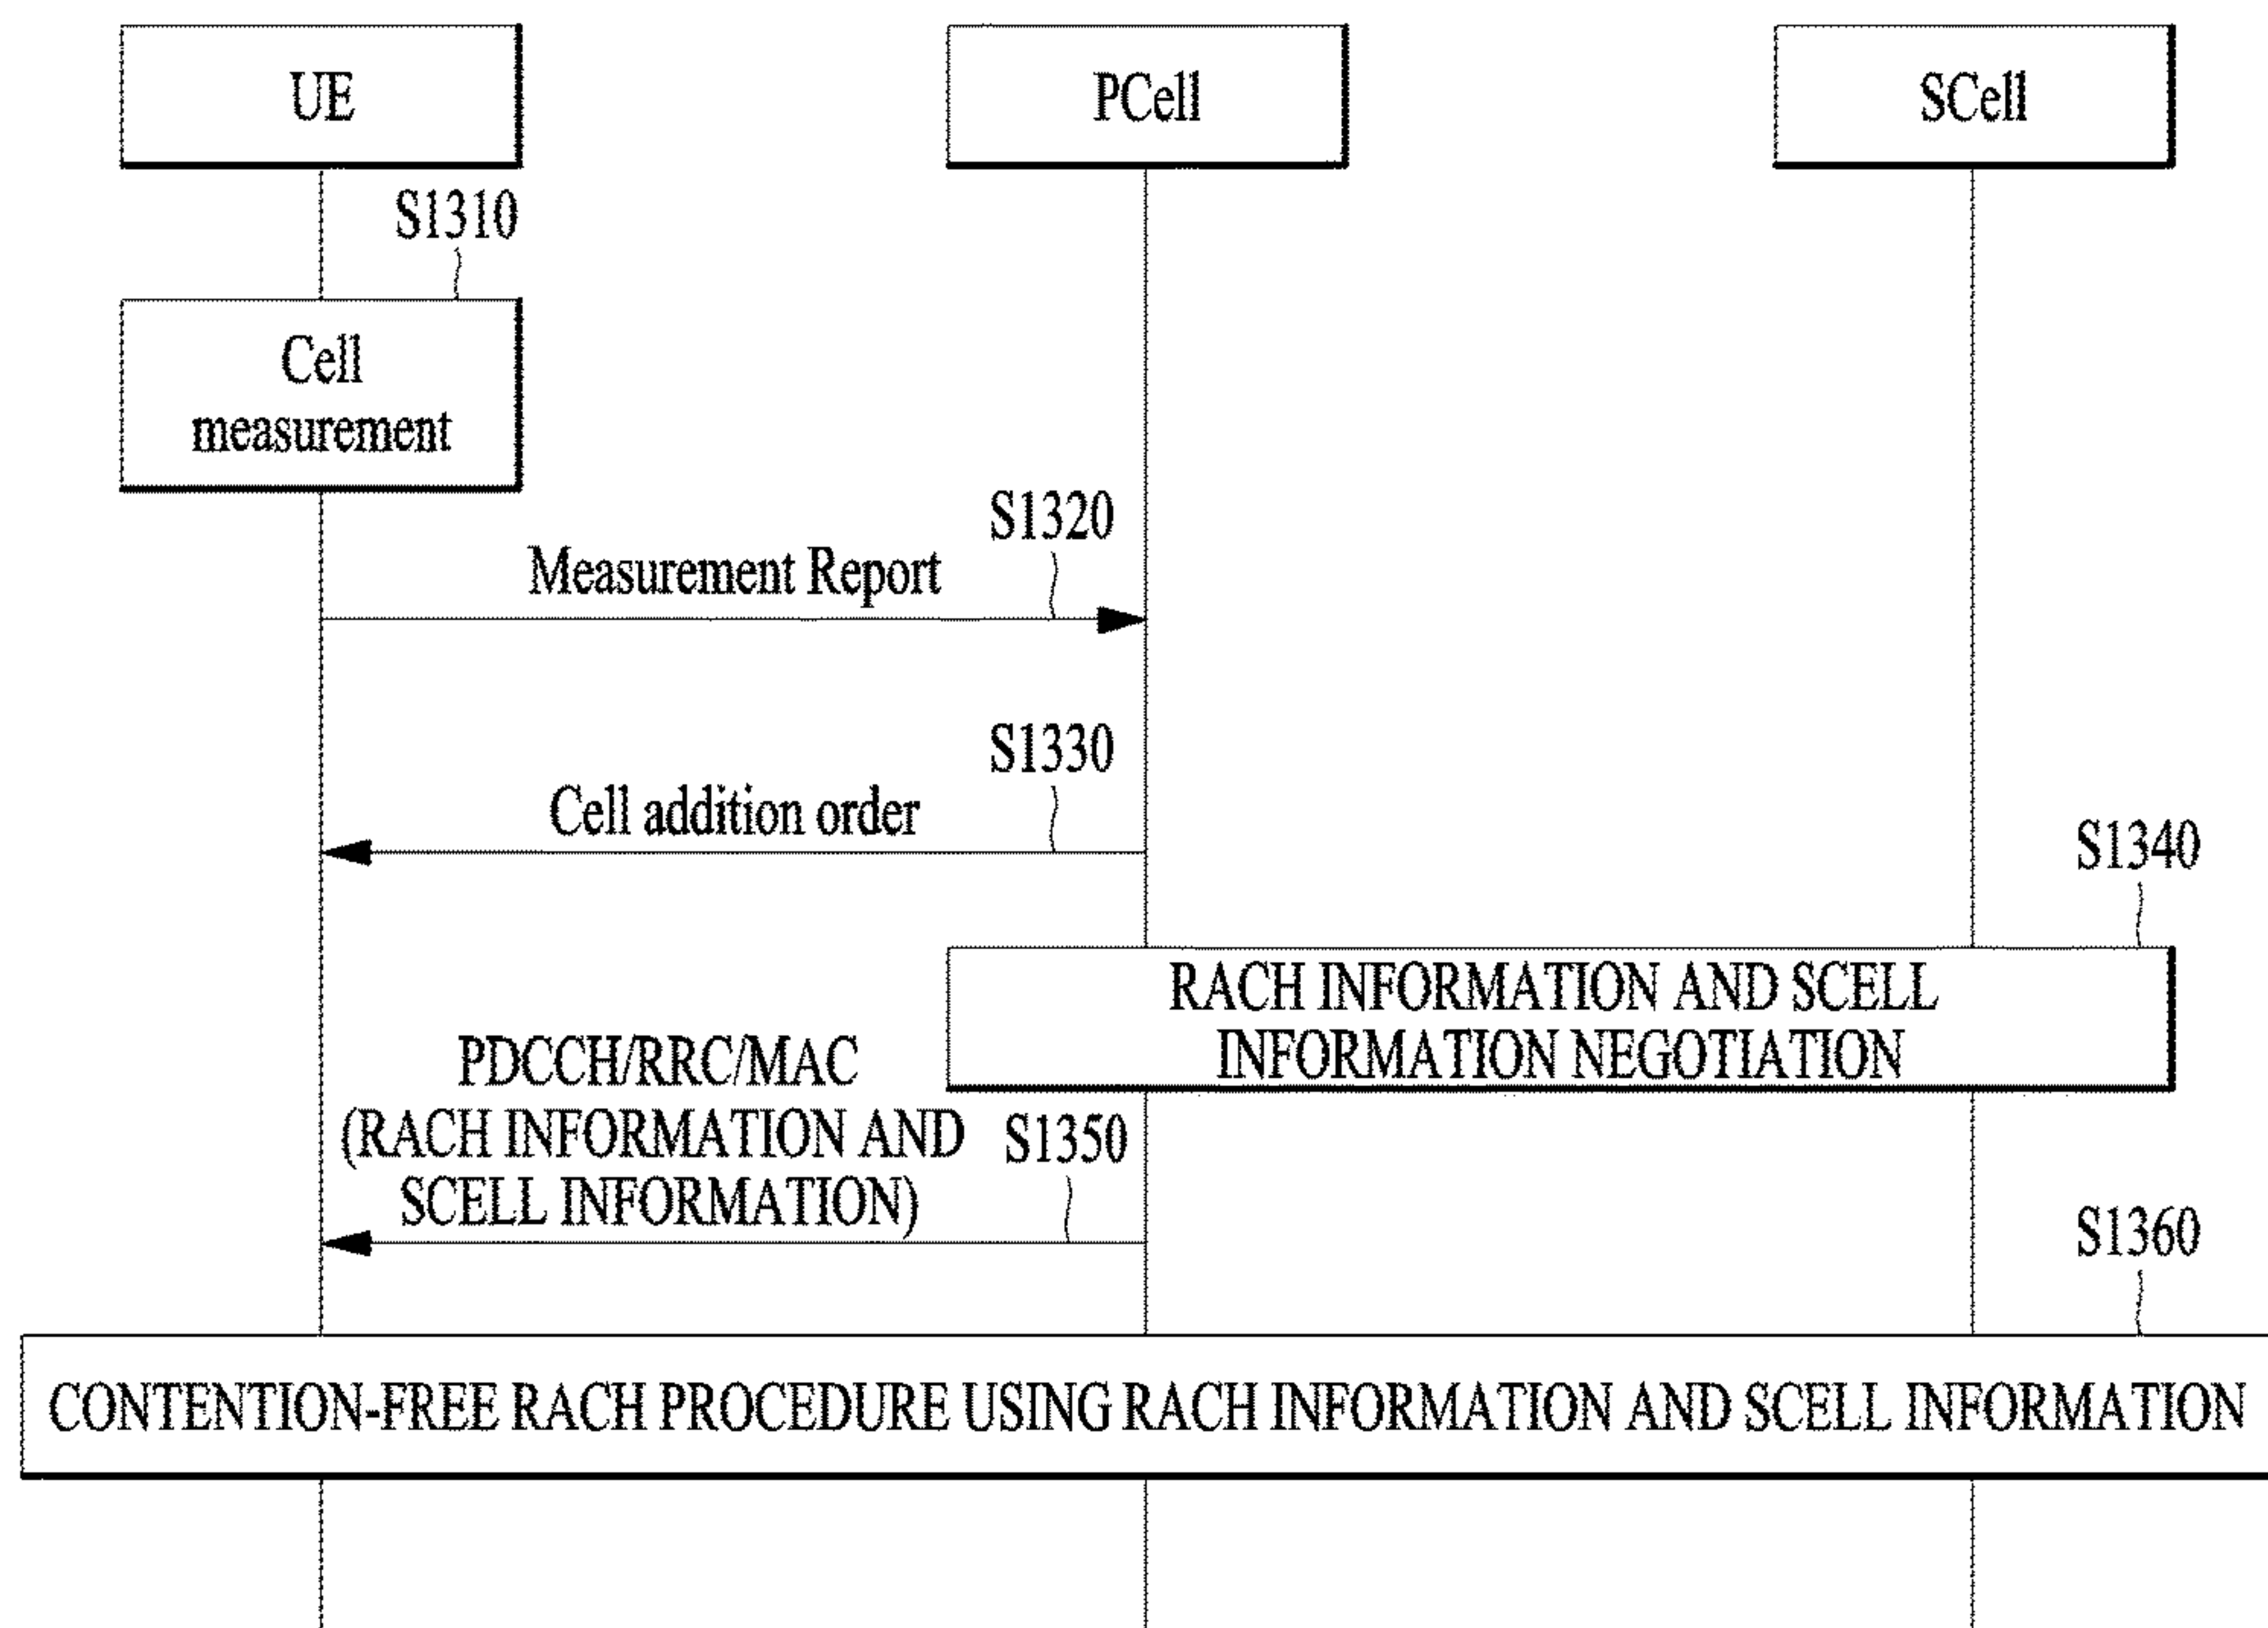 UE
PCell
SCell
S1310
Cell
measurement
S1320
Measurement Report
S1330
Cell addition order
S1340
RACH INFORMATION AND SCELL
INFORMATION NEGOTIATION
PDCCH/RRC/MAC
(RACH INFORMATION AND
SCELL INFORMATION)
S1350
S1360
CONTENTION-FREE RACH PROCEDURE USING RACH INFORMATION AND SCELL INFORMATION